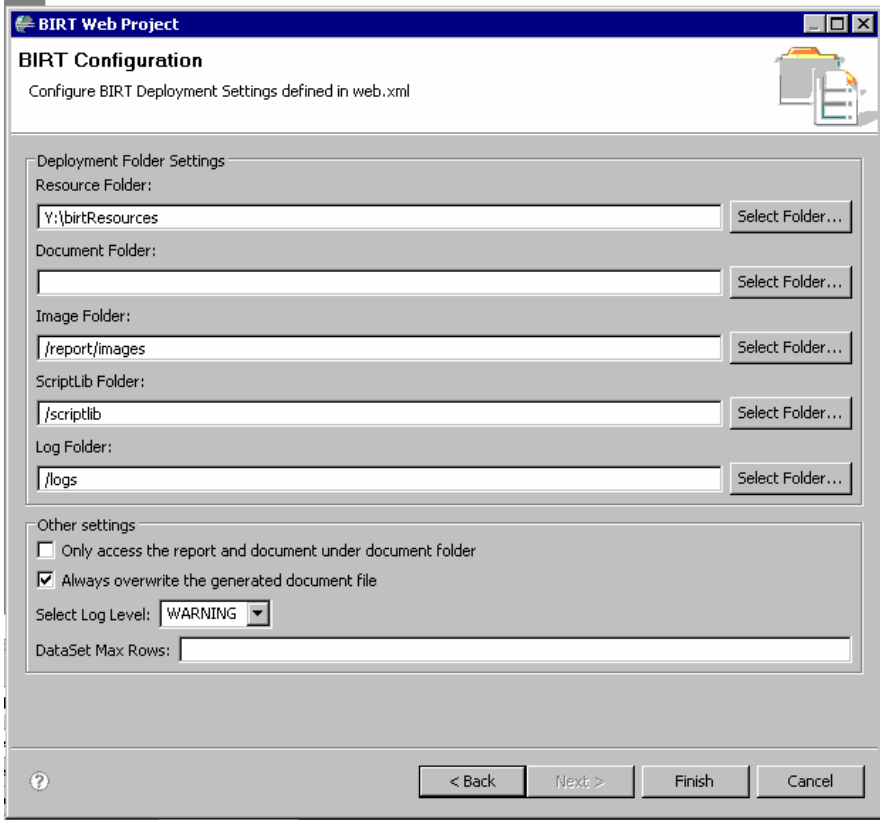 BIRT Web Project
BIRT Configuration
Configure BIRT Deployment Settings defined in web.xml
Deployment Folder Settings
Resource Folder:
Y:\birtResources
Select Folder...
Document Folder:
Select Folder...
Image Folder:
/report/images
Select Folder...
ScriptLib Folder:
/scriptlib
Select Folder...
Log Folder:
/logs
Select Folder...
Other settings
Only access the report and document under document folder
Always overwrite the generated document file
Select Log Level: WARNING
DataSet Max Rows:
? < Back Next > Finish Cancel